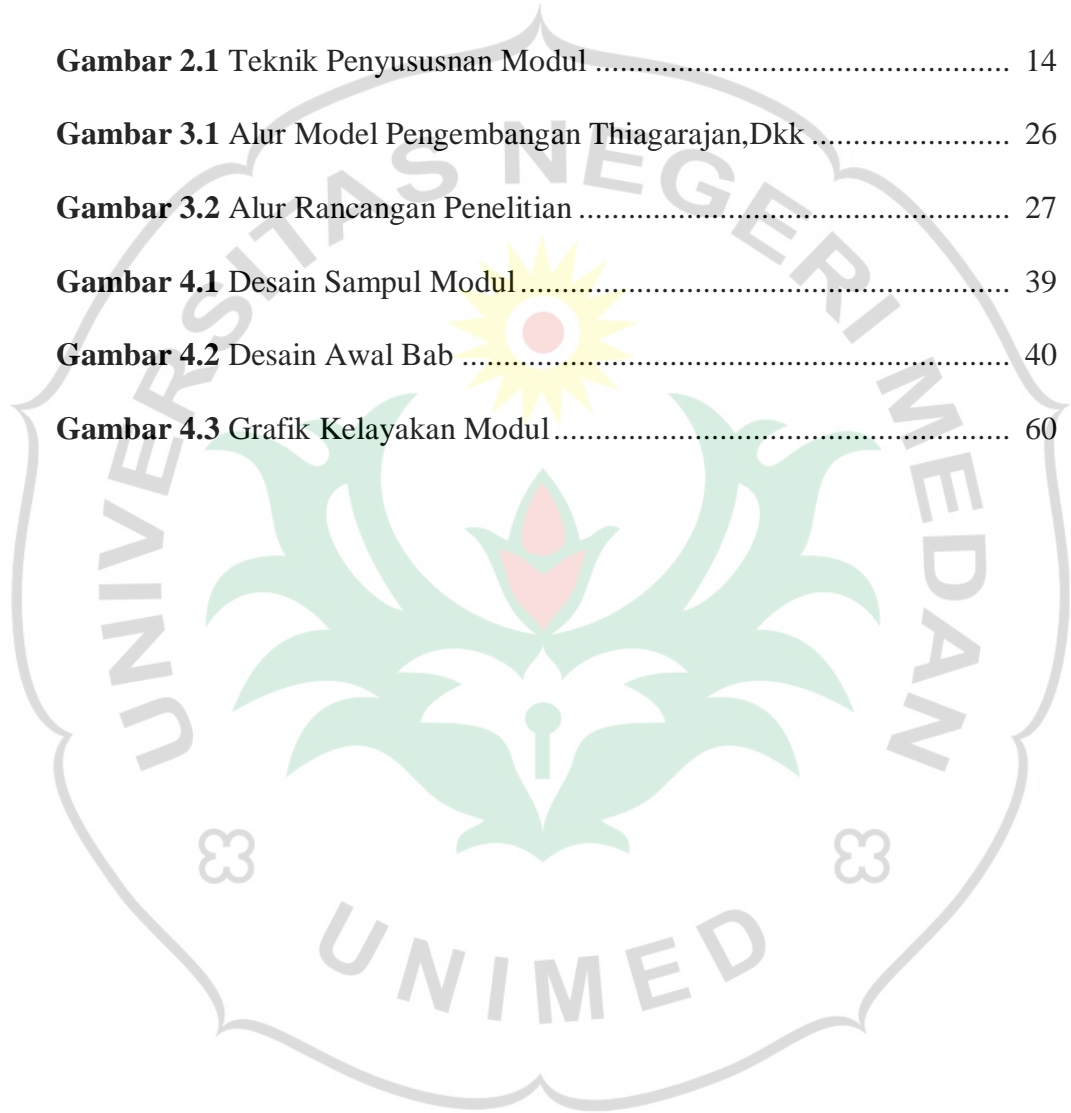 Gambar 2.1 Teknik Penyususnan Modul .................................................. 14
Gambar 3.1 Alur Model Pengembangan Thiagarajan,Dkk ........................ 26
Gambar 3.2 Alur Rancangan Penelitian .................................................... 27
Gambar 4.1 Desain Sampul Modul ........................................................... 39
Gambar 4.2 Desain Awal Bab .................................................................. 40
Gambar 4.3 Grafik Kelayakan Modul ....................................................... 60
UNIVERSITAS NEGERI MEDAN
UNIMED